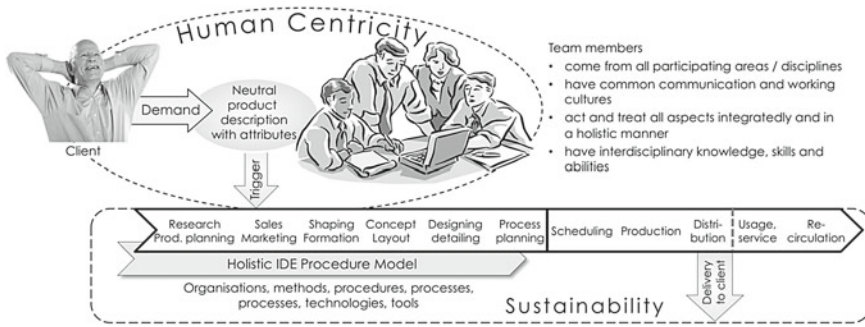 Human Centricity
Client
Demand
Neutral
product
description
with attributes
Trigger
Team members
• come from all participating areas / disciplines
• have common communication and working
cultures
• act and treat all aspects integratedly and in
a holistic manner
• have interdisciplinary knowledge, skills and
abilities
Research
Prod. planning
Sales
Marketing
Shaping
Formation
Concept
Layout
Designing
detailing
Process
planning
Scheduling
Production
Distri-
bution
Usage,
service
Re-
circulation
Holistic IDE Procedure Model
Organisations, methods, procedures, processes,
processes, technologies, tools
Delivery
to client
Sustainability